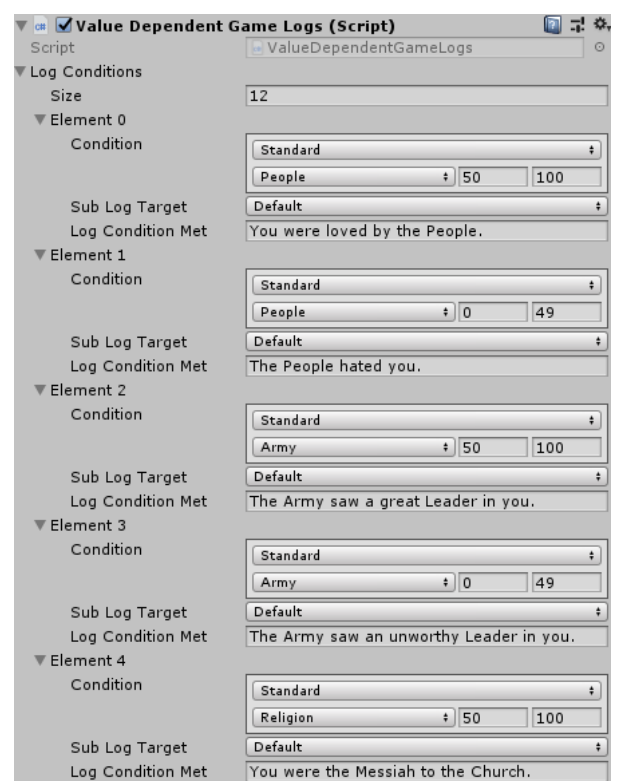 Value Dependent Game Logs (Script)
Script ValueDependentGameLogs
Log Conditions
Size 12
Element 0
Condition Standard
People 50 100
Sub Log Target Default
Log Condition Met You were loved by the People.
Element 1
Condition Standard
People 0 49
Sub Log Target Default
Log Condition Met The People hated you.
Element 2
Condition Standard
Army 50 100
Sub Log Target Default
Log Condition Met The Army saw a great Leader in you.
Element 3
Condition Standard
Army 0 49
Sub Log Target Default
Log Condition Met The Army saw an unworthy Leader in you.
Element 4
Condition Standard
Religion 50 100
Sub Log Target Default
Log Condition Met You were the Messiah to the Church.